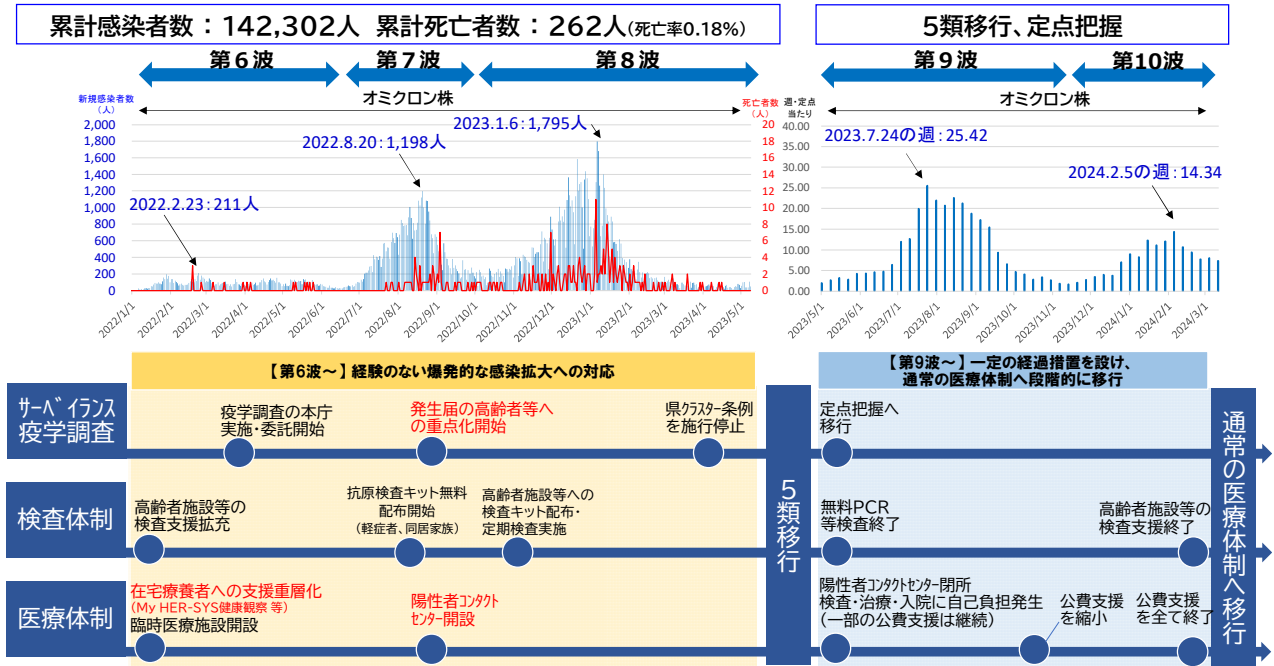 累計感染者数：142,302人 累計死亡者数：262人(死亡率0.18%)
5類移行、定点把握
第6波
第7波
第8波
第9波
第10波
新規感染者数
（人）
オミクロン株
死亡者数
（人）
週・定点
当たり
オミクロン株
2,000
1,800
1,600
1,400
1,200
1,000
800
600
400
200
0
20
18
16
14
12
10
8
6
4
2
0
40.00
35.00
30.00
25.00
20.00
15.00
10.00
5.00
0.00
2022.2.23：211人
2022.8.20：1,198人
2023.1.6：1,795人
2023.7.24の週：25.42
2024.2.5の週：14.34
2022/1/1
2022/2/1
2022/3/1
2022/4/1
2022/5/1
2022/6/1
2022/7/1
2022/8/1
2022/9/1
2022/10/1
2022/11/1
2022/12/1
2023/1/1
2023/2/1
2023/3/1
2023/4/1
2023/5/1
2023/5/1
2023/6/1
2023/7/1
2023/8/1
2023/9/1
2023/10/1
2023/11/1
2023/12/1
2024/1/1
2024/2/1
2024/3/1
【第6波～】経験のない爆発的な感染拡大への対応
【第9波～】一定の経過措置を設け、
通常の医療体制へ段階的に移行
サーベイランス
疫学調査
疫学調査の本庁
実施・委託開始
発生届の高齢者等へ
の重点化開始
県クラスター条例
を施行停止
定点把握へ
移行
検査体制
高齢者施設等の
検査支援拡充
抗原検査キット無料
配布開始
（軽症者、同居家族）
高齢者施設等への
検査キット配布・
定期検査実施
無料PCR
等検査終了
高齢者施設等の
検査支援終了
医療体制
在宅療養者への支援重層化
（My HER-SYS健康観察 等）
臨時医療施設開設
陽性者コンタクト
センター開設
陽性者コンタクトセンター閉所
検査・治療・入院に自己負担発生
（一部の公費支援は継続）
公費支援
を縮小
公費支援
を全て終了
5類移行
通常の医療体制へ移行